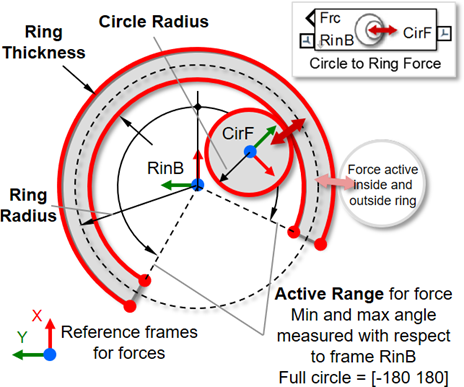 Circle Radius
Ring
Thickness
Frc
RinB
CirF
Circle to Ring Force
CirF
RinB
Ring
Radius
Force active
inside and
outside ring
X
Y
Reference frames
for forces
Active Range for force
Min and max angle
measured with respect
to frame RinB
Full circle = [-180 180]